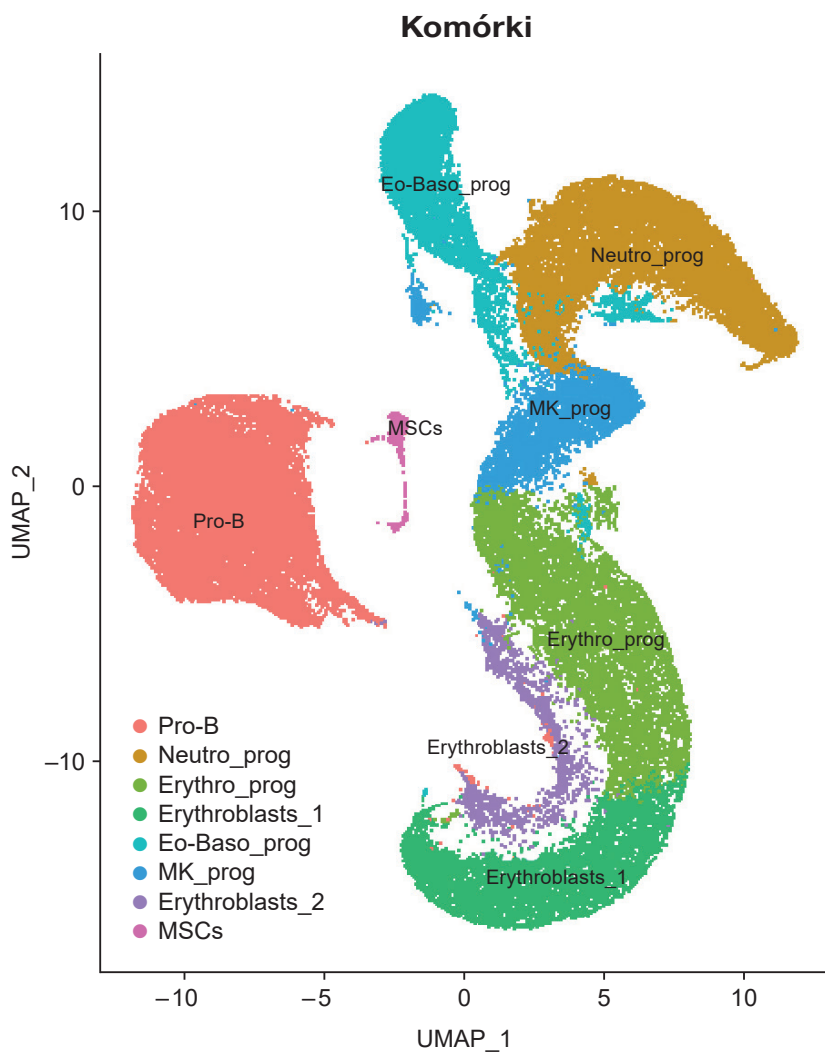 Komórki
Eo-Baso_prog
10
Neutro_prog
MK_prog
MSCs
UMAP_2
0
Pro-B
Erythro_prog
Pro-B
Erythroblasts_2
Neutro_prog
−10
Erythro_prog
Erythroblasts_1
Eo-Baso_prog
MK_prog
Erythroblasts_1
Erythroblasts_2
MSCs
−10 −5 0 5 10
UMAP_1